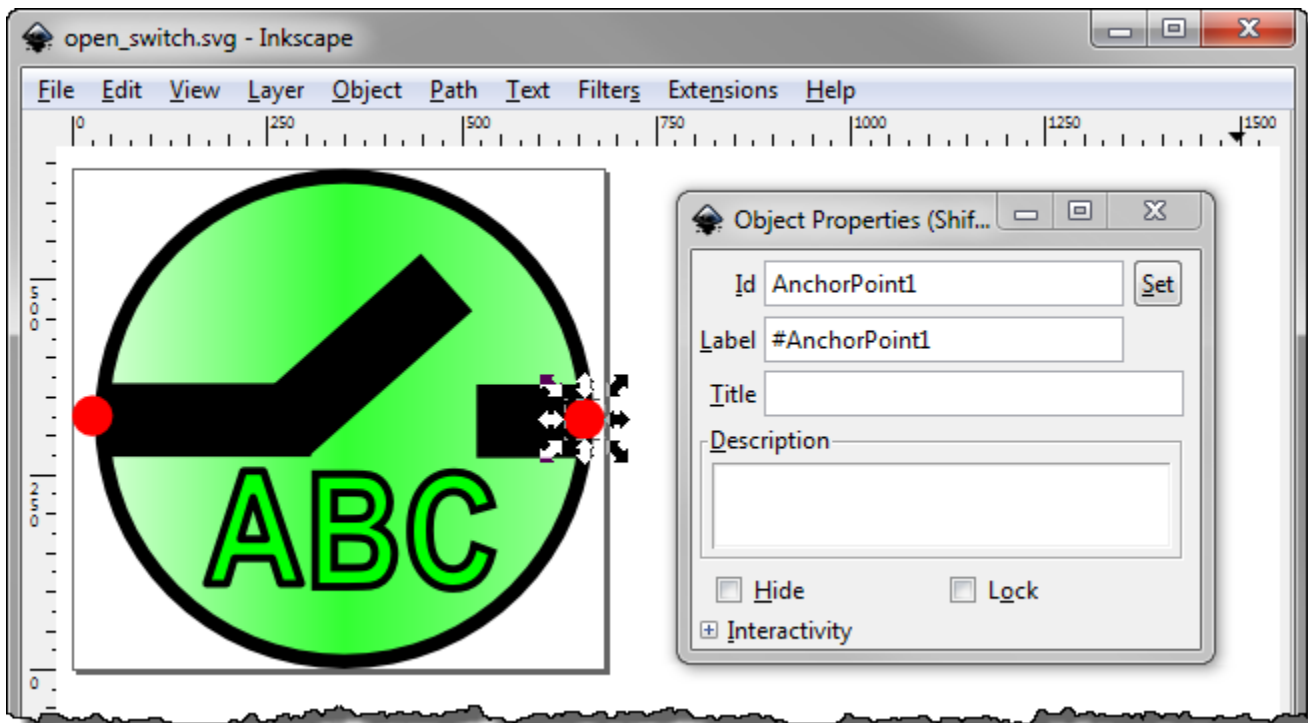 open_switch.svg - Inkscape
File Edit View Layer Object Path Text Filters Extensions Help
0 250 500 750 1000 1250 1500
500
250
0
Object Properties (Shif...
Id AnchorPoint1 Set
Label #AnchorPoint1
Title
Description
Hide Lock
Interactivity
ABC